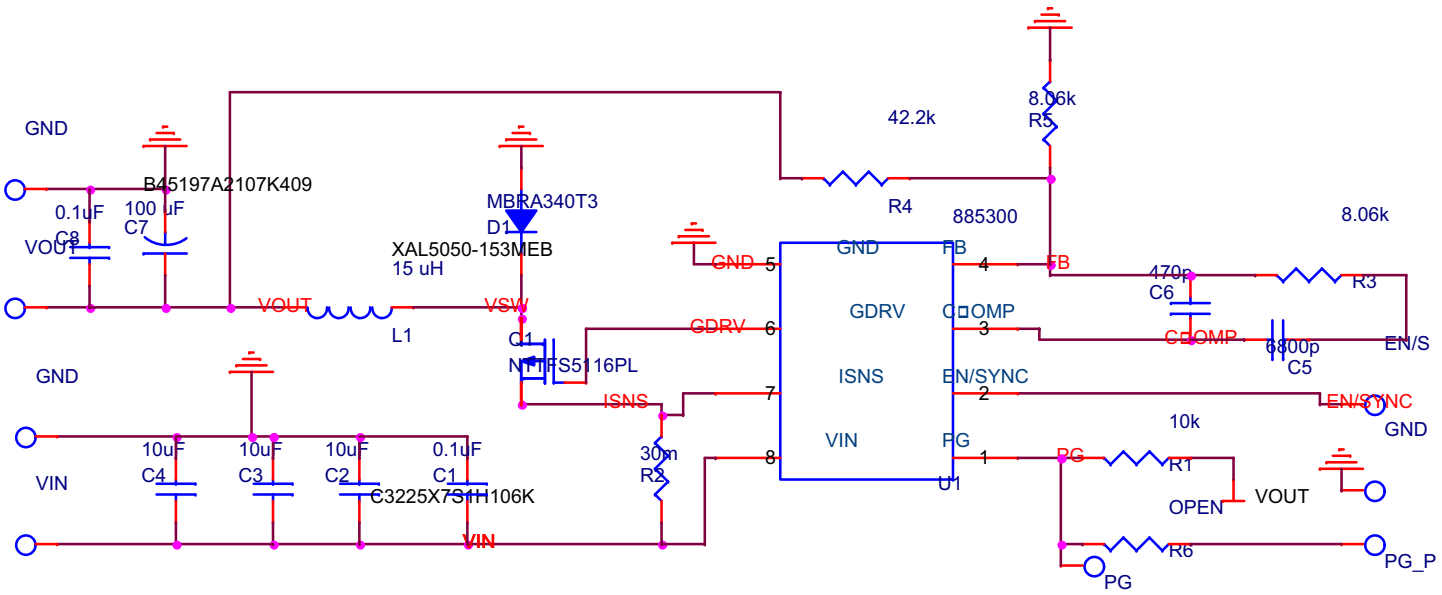 GND
B45197A2107K409
0.1uF
100 uF
C8
C7
VOUT
MBRA340T3
D1
XAL5050-153MEB
15 uH
VOUT
L1
VSW
Q1
NTTFS5116PL
GDRV
ISNS
GND
42.2k
R4
8.06k
R5
885300
GND
FB
GDRV
C▯OMP
ISNS
EN/SYNC
VIN
PG
5
6
7
8
4
3
2
1
U1
FB
470p
C6
8.06k
R3
C▯OMP
6800p
C5
EN/S
EN/SYNC
GND
PG
10k
R1
VOUT
OPEN
R6
PG
PG_P
GND
VIN
10uF
C4
10uF
C3
10uF
C2
0.1uF
C1
C3225X7S1H106K
30m
R2
VIN